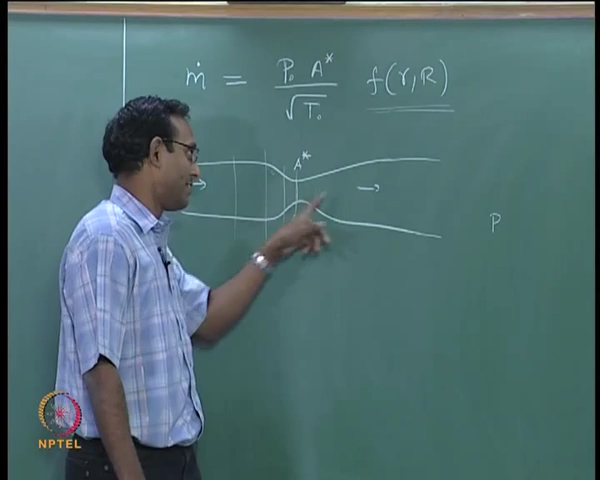 ṁ = P₀ A* / √T₀ f(γ, R)
A*
P
NPTEL